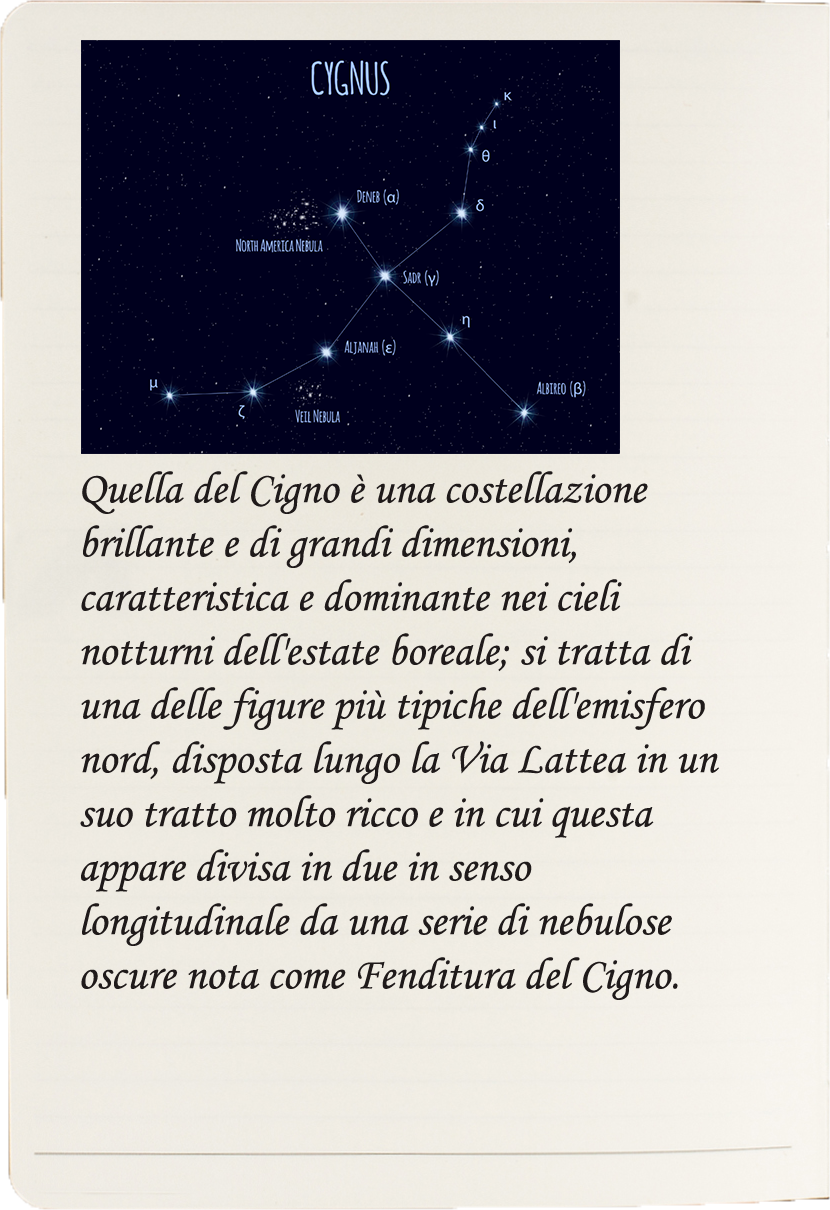 CYGNUS
κ
ι
θ
DENEB (α)
δ
NORTH AMERICA NEBULA
SADR (γ)
η
ALJANAH (ε)
μ
ALBIREO (β)
ζ
VEIL NEBULA
Quella del Cigno è una costellazione
brillante e di grandi dimensioni,
caratteristica e dominante nei cieli
notturni dell'estate boreale; si tratta di
una delle figure più tipiche dell'emisfero
nord, disposta lungo la Via Lattea in un
suo tratto molto ricco e in cui questa
appare divisa in due in senso
longitudinale da una serie di nebulose
oscure nota come Fenditura del Cigno.